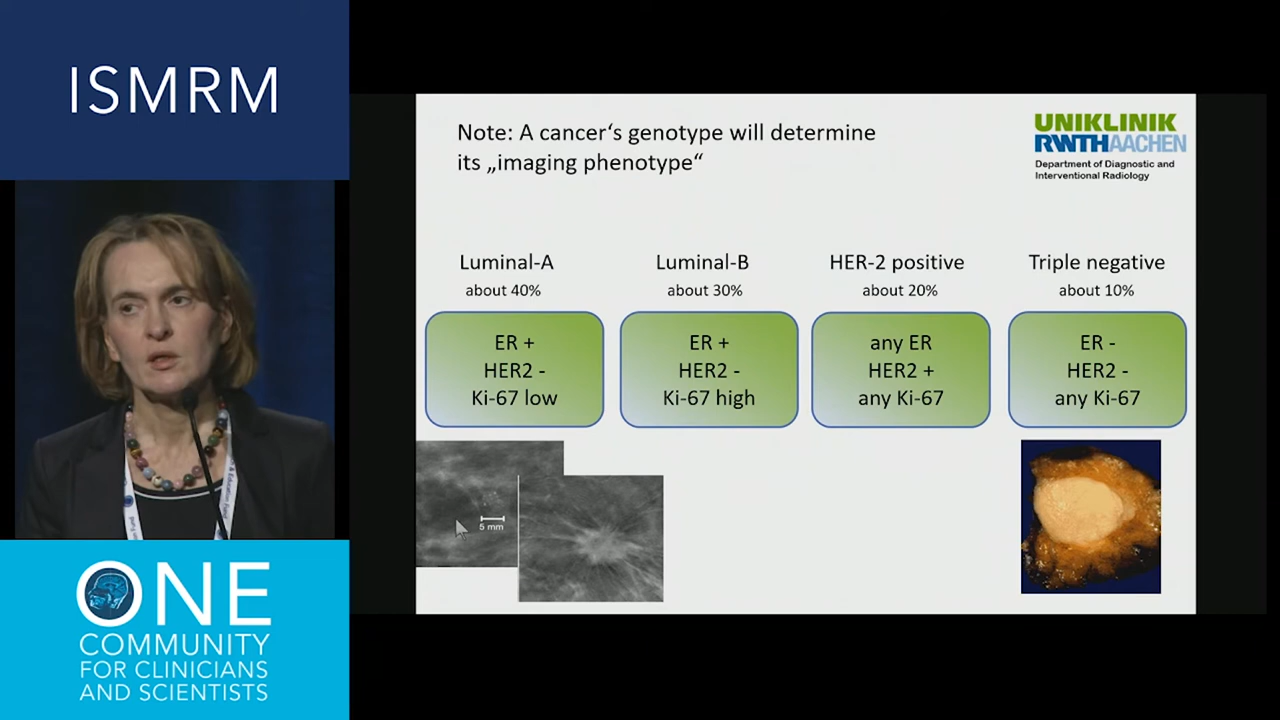 ISMRM
ONE
COMMUNITY
FOR CLINICIANS
AND SCIENTISTS
Note: A cancer‘s genotype will determine
its „imaging phenotype“
UNIKLINIK
RWTHAACHEN
Department of Diagnostic and
Interventional Radiology
Luminal-A
about 40%
ER +
HER2 -
Ki-67 low
Luminal-B
about 30%
ER +
HER2 -
Ki-67 high
HER-2 positive
about 20%
any ER
HER2 +
any Ki-67
Triple negative
about 10%
ER -
HER2 -
any Ki-67
5 mm